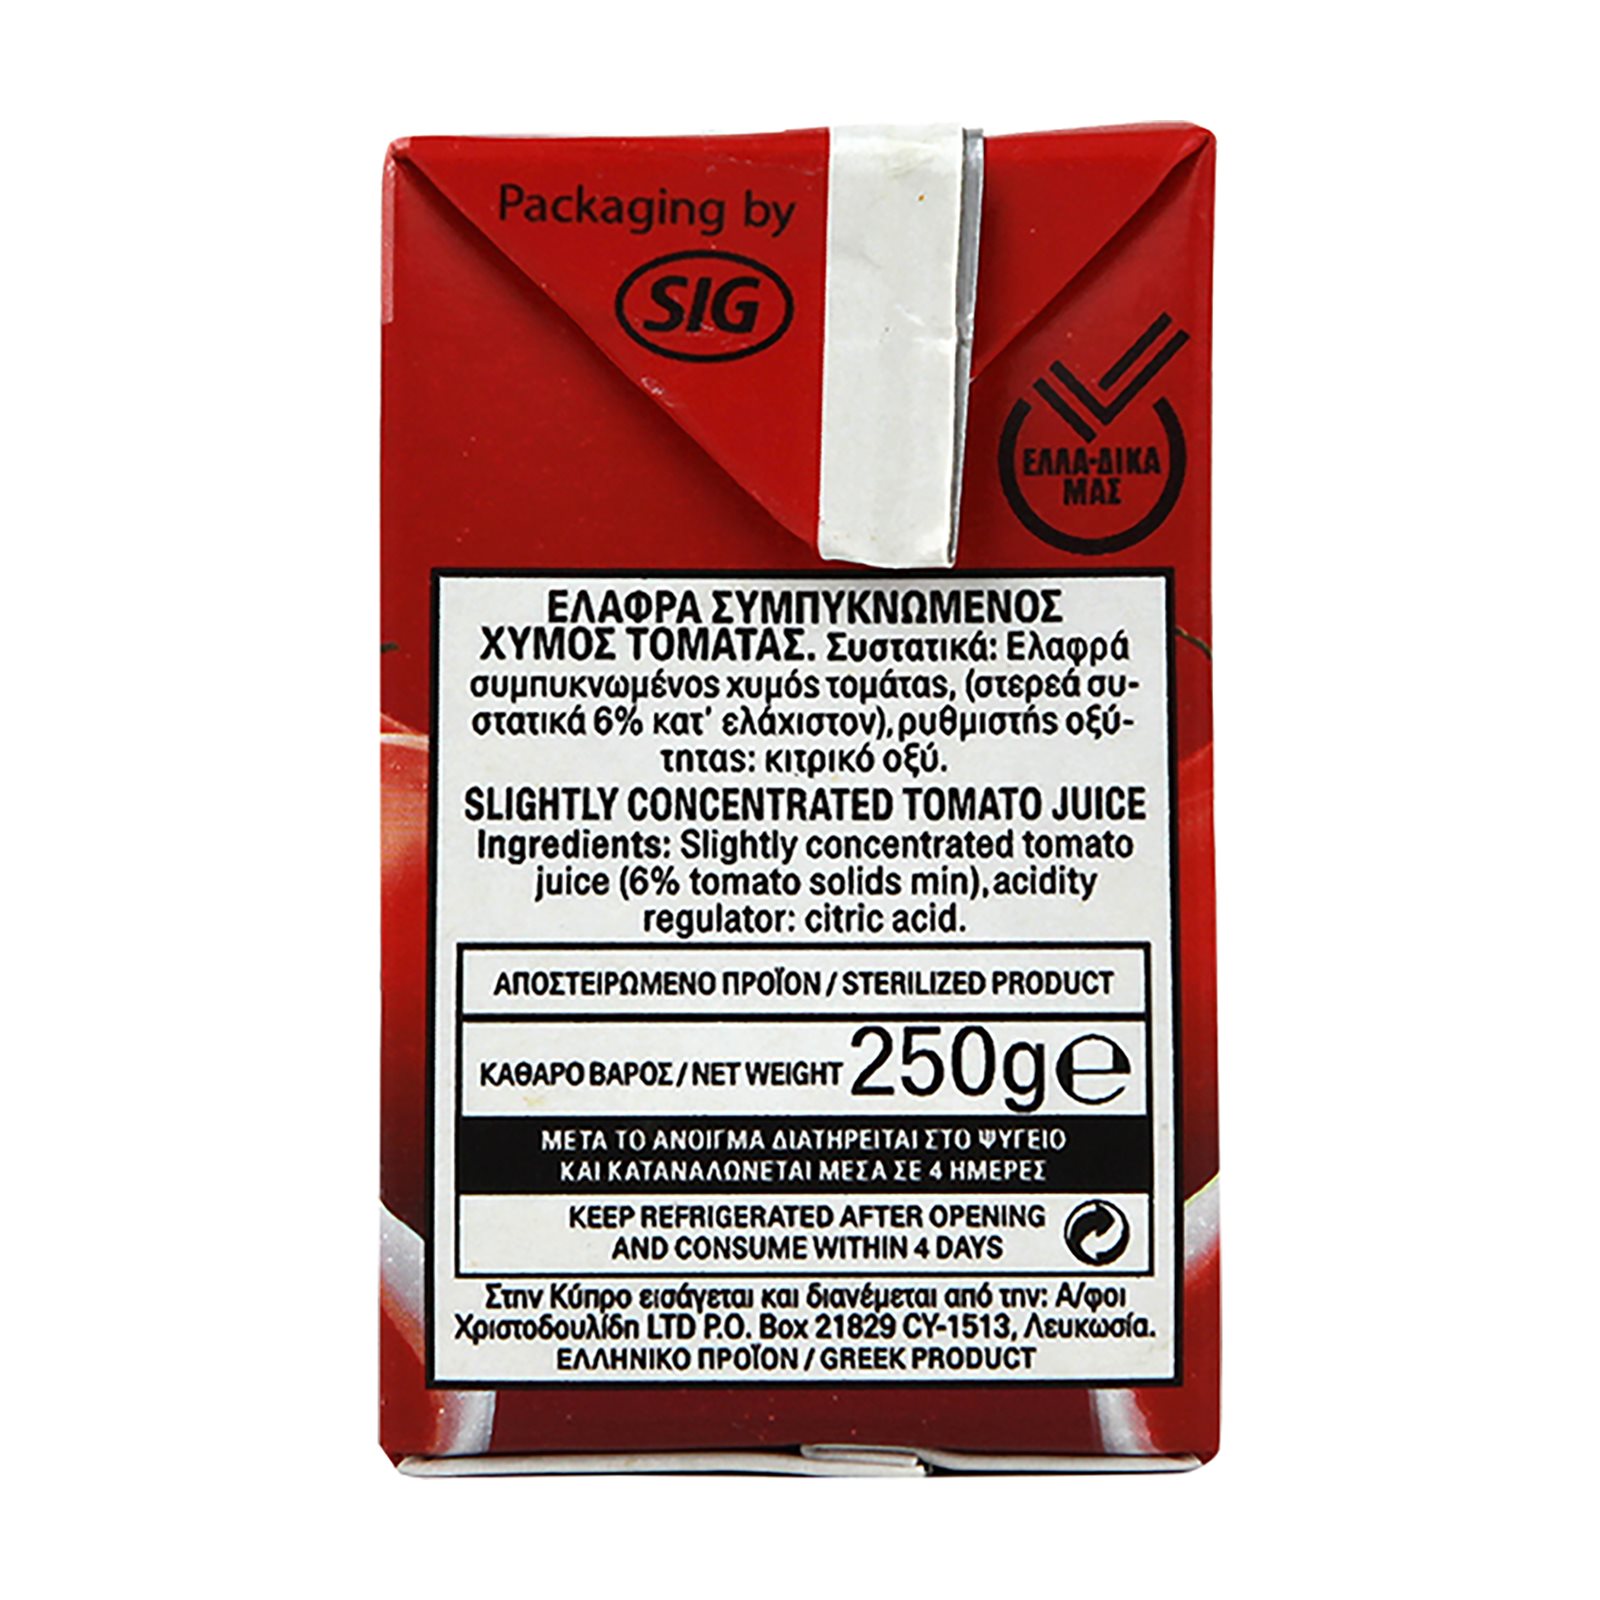 Packaging by
SIG
ΕΛΛΑ-ΔΙΚΑ
ΜΑΣ
ΕΛΑΦΡΑ ΣΥΜΠΥΚΝΩΜΕΝΟΣ
ΧΥΜΟΣ ΤΟΜΑΤΑΣ. Συστατικά: Ελαφρά
συμπυκνωμένος χυμός τομάτας, (στερεά συ-
στατικά 6% κατ' ελάχιστον), ρυθμιστής οξύ-
τητας: κιτρικό οξύ.
SLIGHTLY CONCENTRATED TOMATO JUICE
Ingredients: Slightly concentrated tomato
juice (6% tomato solids min), acidity
regulator: citric acid.
ΑΠΟΣΤΕΙΡΩΜΕΝΟ ΠΡΟΪΟΝ / STERILIZED PRODUCT
ΚΑΘΑΡΟ ΒΑΡΟΣ / NET WEIGHT 250g e
ΜΕΤΑ ΤΟ ΑΝΟΙΓΜΑ ΔΙΑΤΗΡΕΙΤΑΙ ΣΤΟ ΨΥΓΕΙΟ
ΚΑΙ ΚΑΤΑΝΑΛΩΝΕΤΑΙ ΜΕΣΑ ΣΕ 4 ΗΜΕΡΕΣ
KEEP REFRIGERATED AFTER OPENING
AND CONSUME WITHIN 4 DAYS
Στην Κύπρο εισάγεται και διανέμεται από την: Α/φοι
Χριστοδουλίδη LTD P.O. Box 21829 CY-1513, Λευκωσία.
ΕΛΛΗΝΙΚΟ ΠΡΟΪΟΝ / GREEK PRODUCT